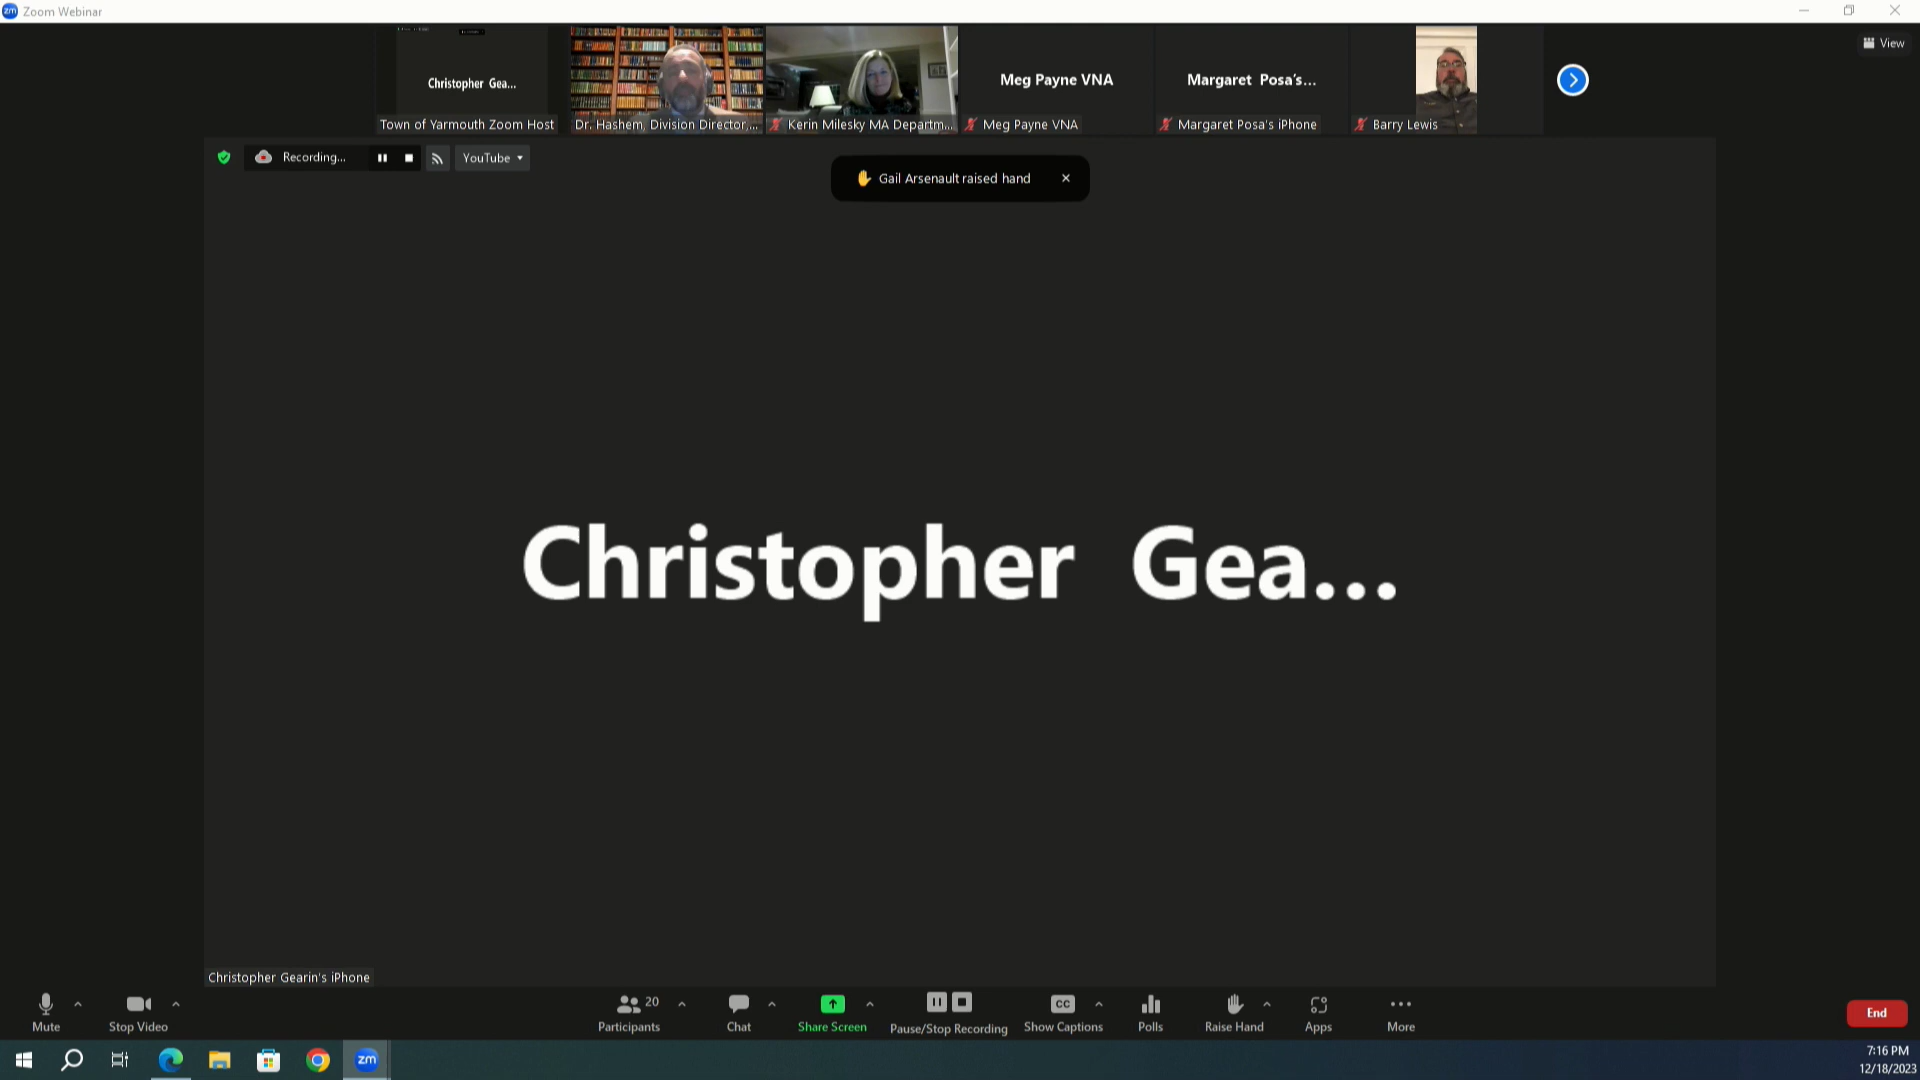 zm Zoom Webinar
View
Christopher Gea...
Meg Payne VNA
Margaret Posa's...
Town of Yarmouth Zoom Host
Dr. Hashem, Division Director,...
Kerin Milesky MA Departm...
Meg Payne VNA
Margaret Posa's iPhone
Barry Lewis
Recording...
YouTube
Gail Arsenault raised hand
Christopher Gea...
Christopher Gearin's iPhone
20
CC
Mute
Stop Video
Participants
Chat
Share Screen
Pause/Stop Recording
Show Captions
Polls
Raise Hand
Apps
More
End
zm
7:16 PM
12/18/2023